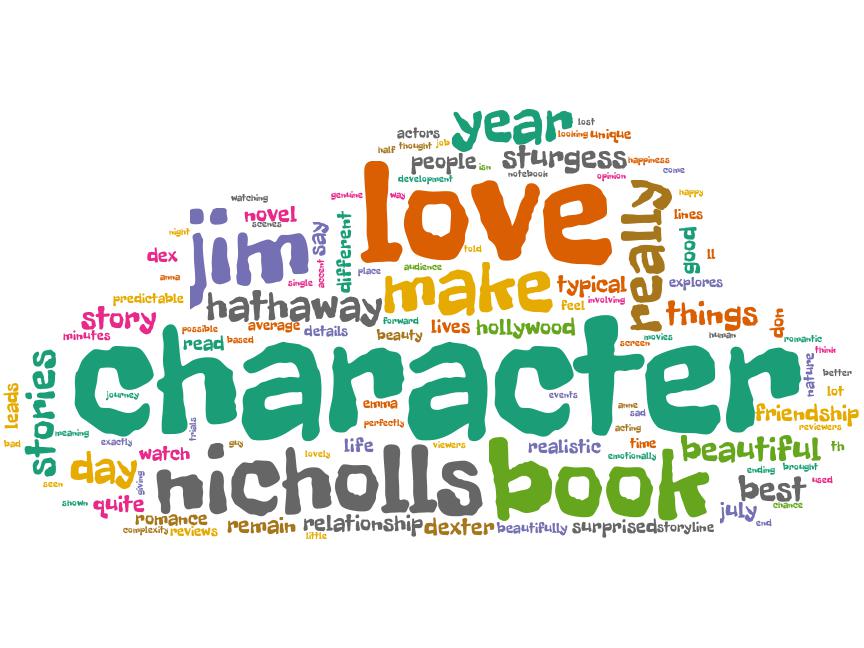 year
lost
actors
looking
unique
half
thought
job
people
isn
sturgess
happiness
notebook
come
development
opinion
love
way
genuine
really
happy
watching
jim
novel
scenes
say
different
lines
night
good
dex
told
ll
audience
place
anna
single
accent
make
typical
explores
predictable
hathaway
feel
involving
things
don
story
forward
average
details
beauty
lives
hollywood
possible
minutes
read
based
screen
movies
human
romantic
think
character
stories
leads
nature
better
journey
events
lot
emma
anne
sad
friendship
perfectly
acting
reviewers
bad
meaning
exactly
trials
guy
viewers
life
realistic
time
beautiful
th
watch
lovely
emotionally
ending
brought
day
seen
giving
nicholls
book
best
used
shown
quite
chance
july
end
romance
remain
relationship
dexter
beautifully
surprised
storyline
complexity
reviews
little